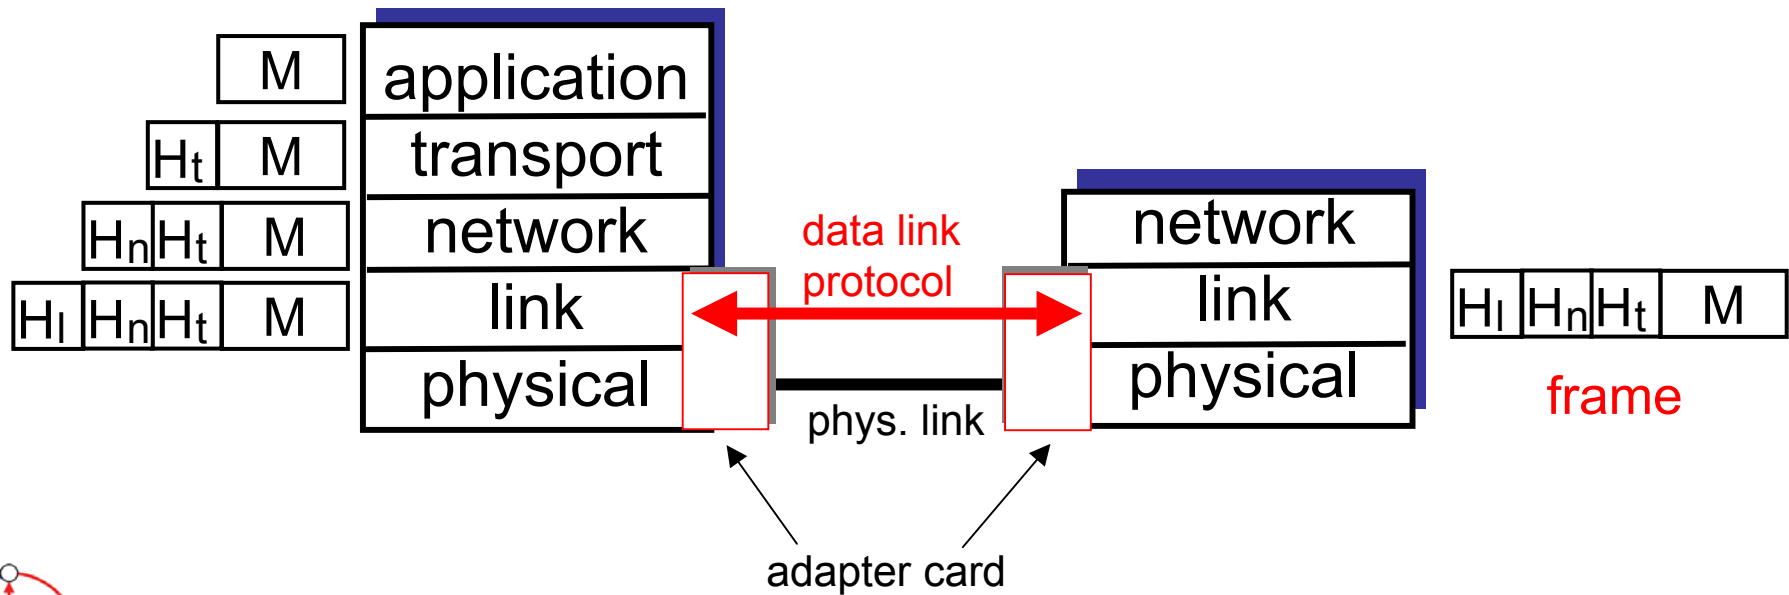 M application
Ht M transport
Hn Ht M network
Hl Hn Ht M link
physical
data link
protocol
phys. link
adapter card
network
link
physical
Hl Hn Ht M
frame